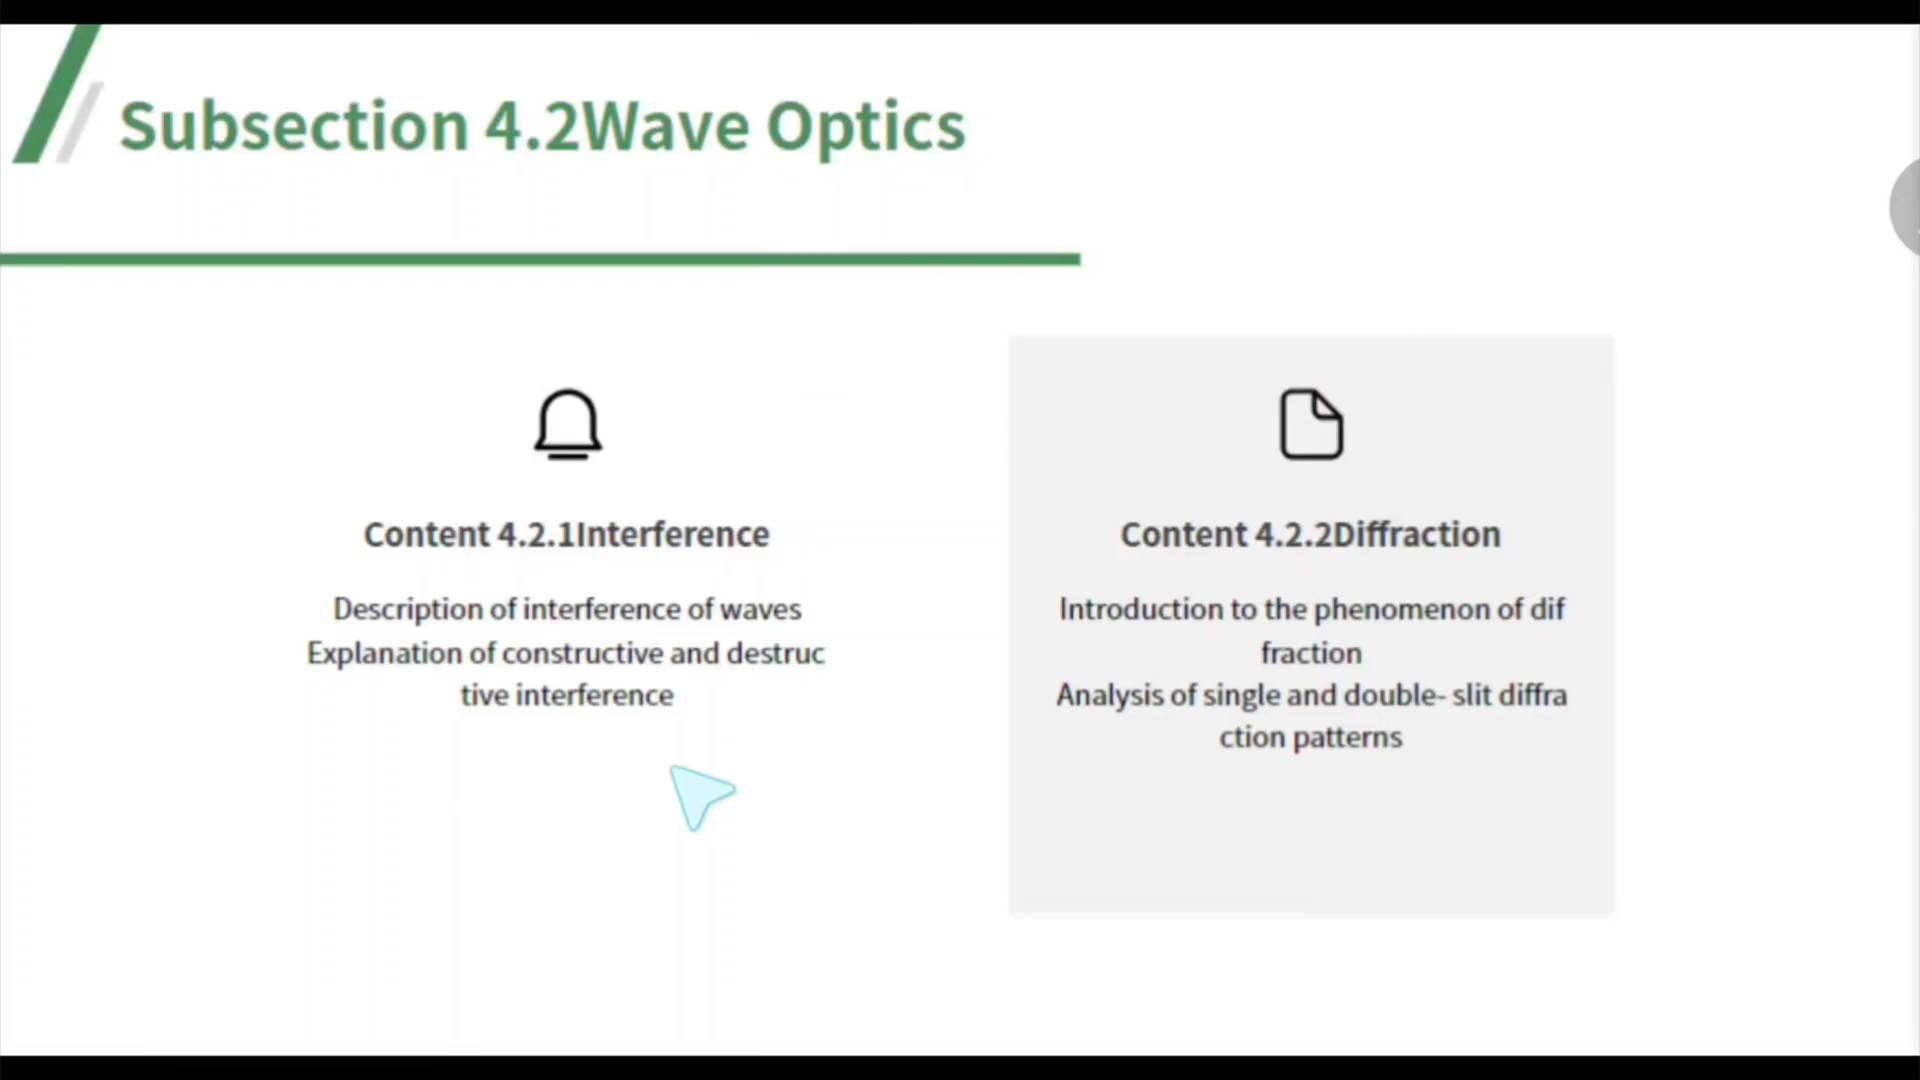 Subsection 4.2Wave Optics
Content 4.2.1Interference
Description of interference of waves
Explanation of constructive and destruc
tive interference
Content 4.2.2Diffraction
Introduction to the phenomenon of dif
fraction
Analysis of single and double- slit diffra
ction patterns